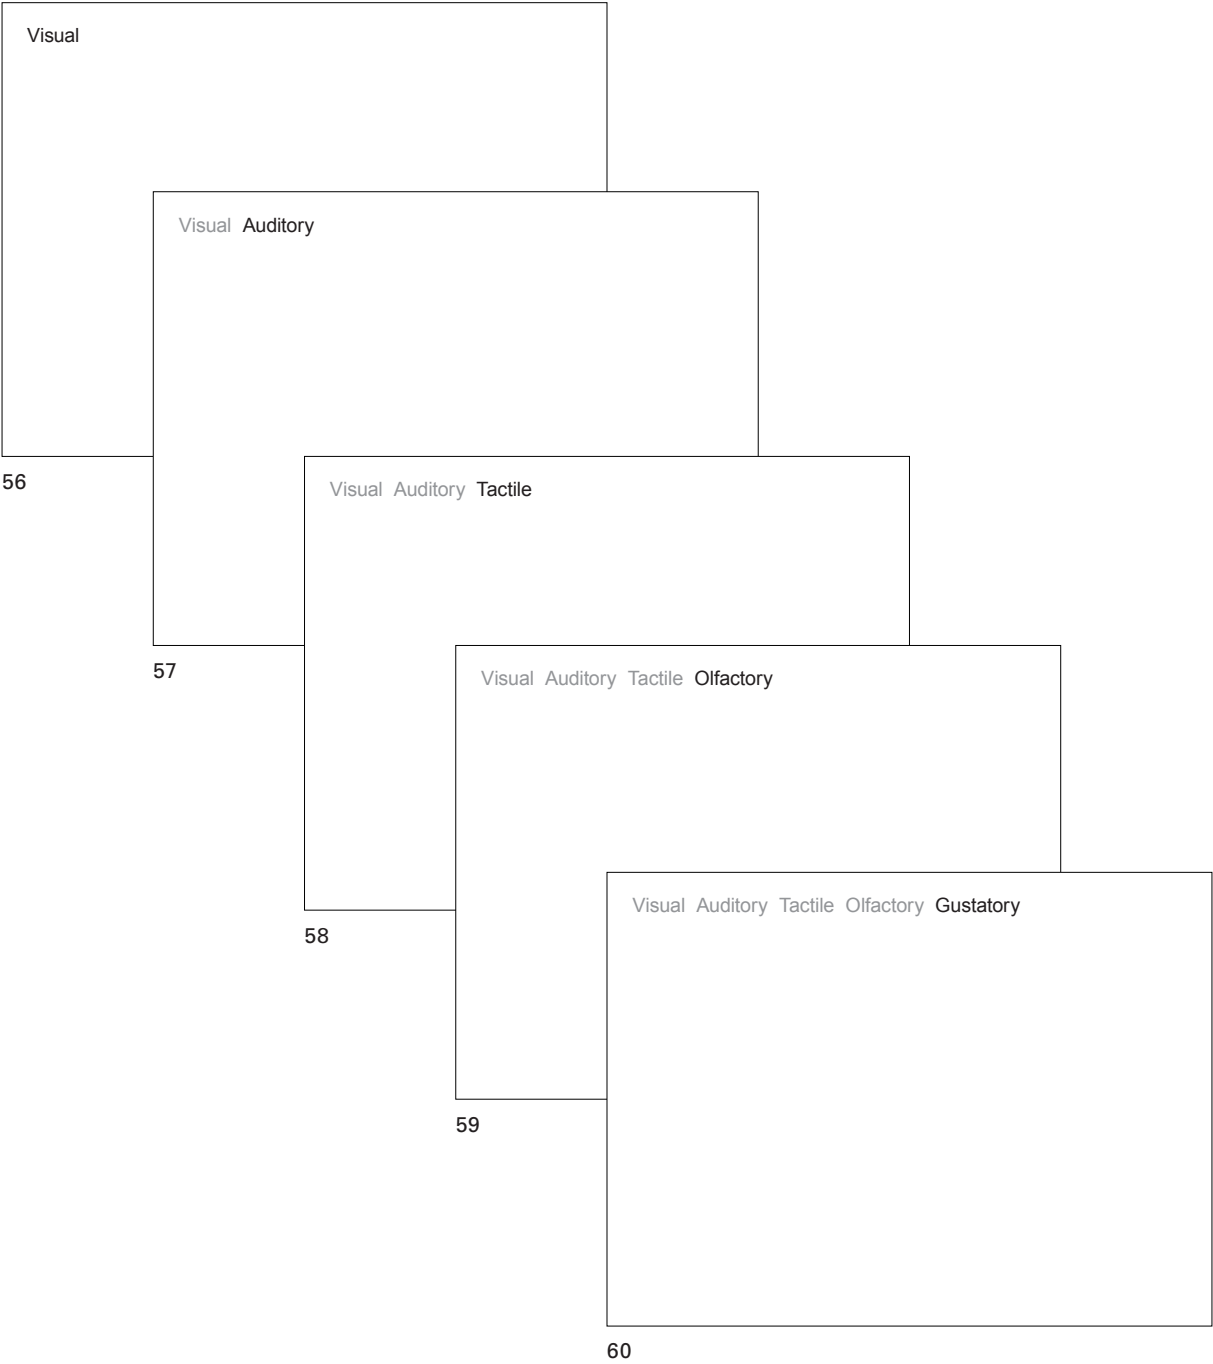 Visual
Visual Auditory
56
Visual Auditory Tactile
57
Visual Auditory Tactile Olfactory
58
Visual Auditory Tactile Olfactory Gustatory
59
60